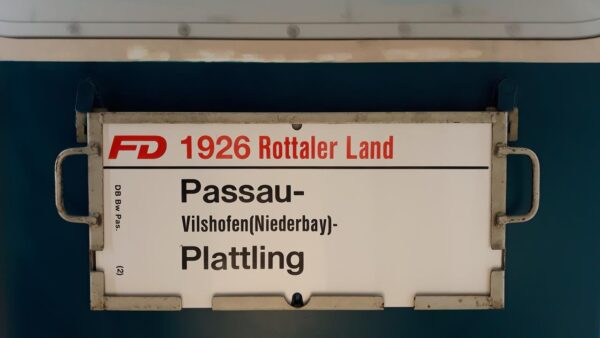 FD 1926 Rottaler Land
Passau-
Vilshofen(Niederbay)-
Plattling
DB Bw Pas. (2)